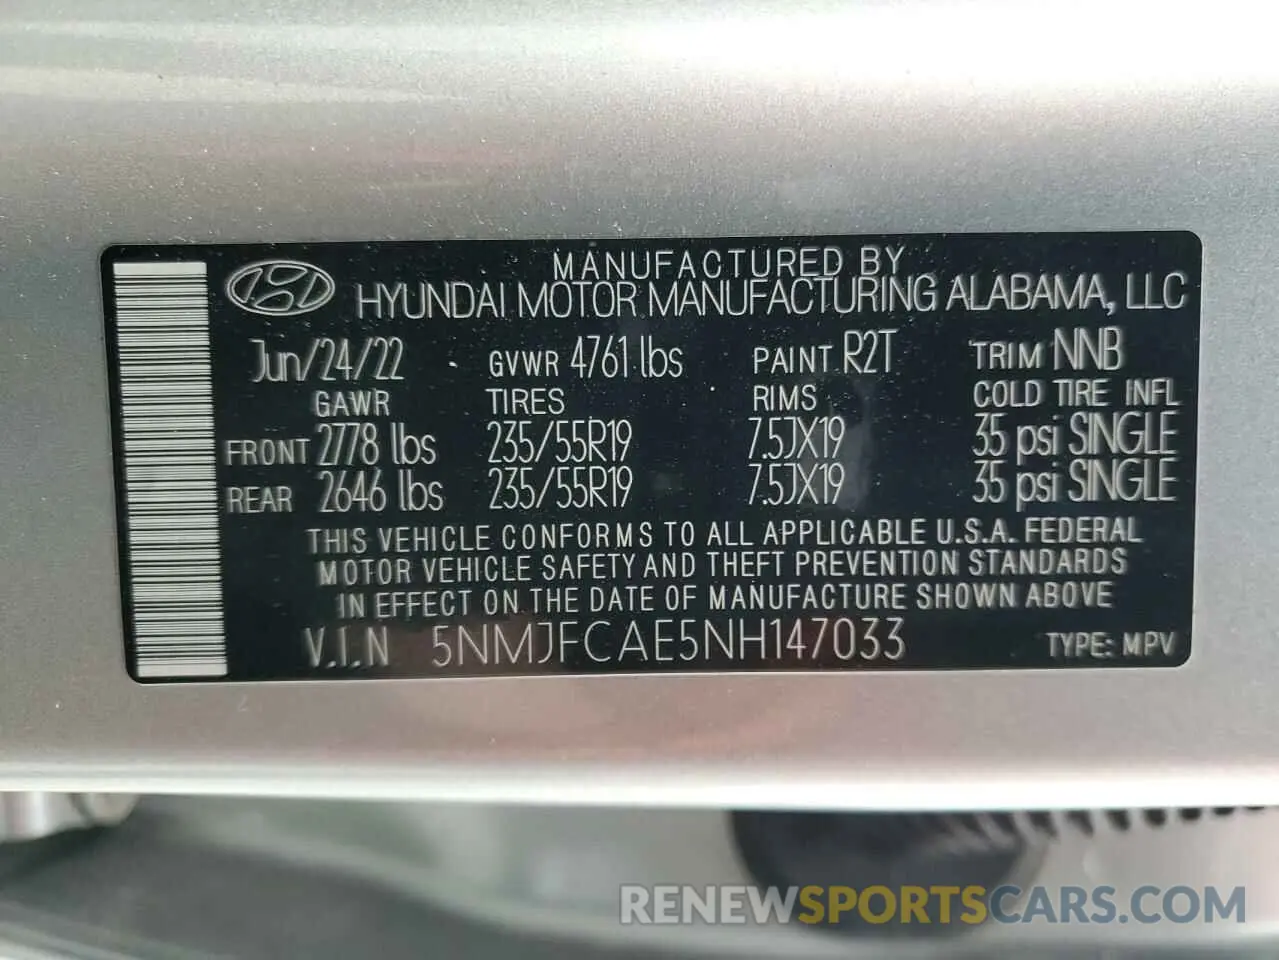 MANUFACTURED BY
HYUNDAI MOTOR MANUFACTURING ALABAMA, LLC
Jun/24/22 GVWR 4761 lbs PAINT R2T TRIM NNB
GAWR TIRES RIMS COLD TIRE INFL
FRONT 2778 lbs 235/55R19 7.5JX19 35 psi SINGLE
REAR 2646 lbs 235/55R19 7.5JX19 35 psi SINGLE
THIS VEHICLE CONFORMS TO ALL APPLICABLE U.S.A. FEDERAL
MOTOR VEHICLE SAFETY AND THEFT PREVENTION STANDARDS
IN EFFECT ON THE DATE OF MANUFACTURE SHOWN ABOVE
V.I.N 5NMJFCAE5NH147033 TYPE: MPV
RENEWSPORTSCARS.COM